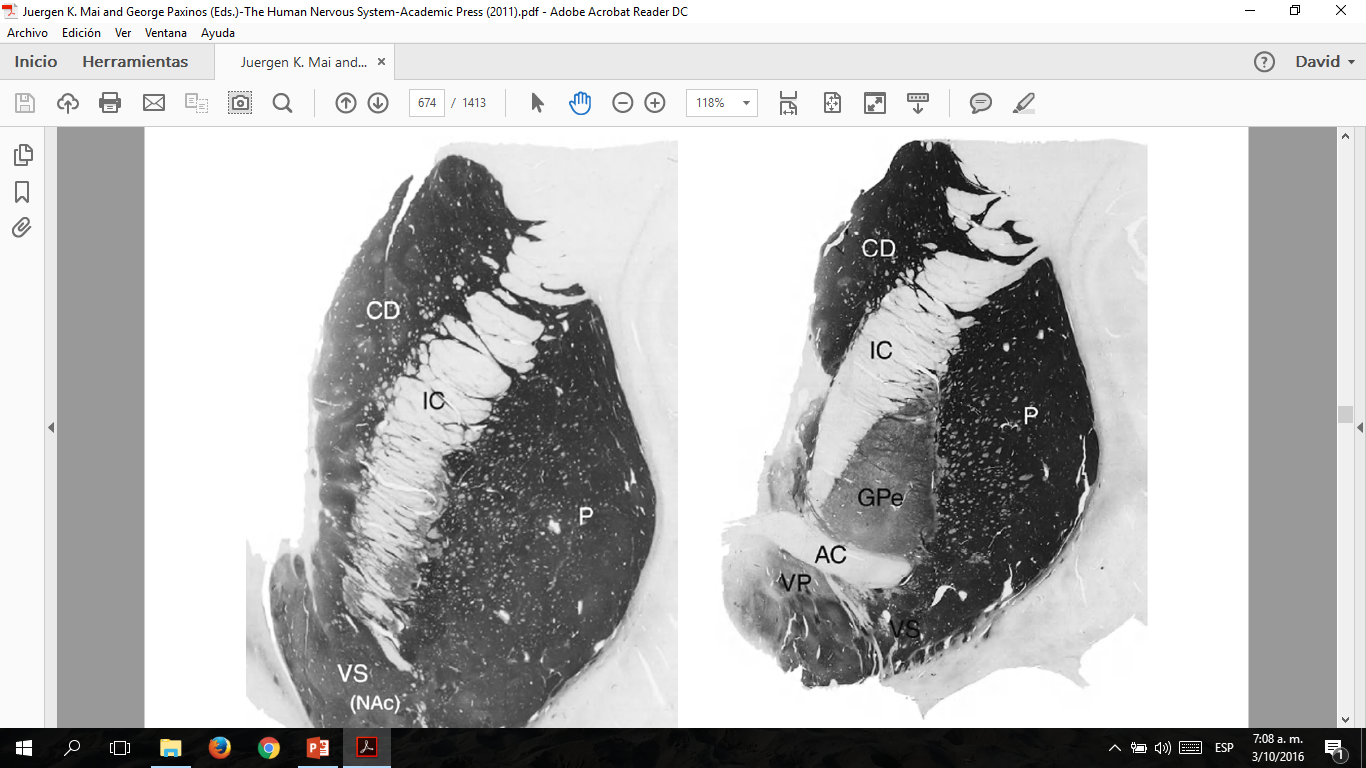 Juergen K. Mai and George Paxinos (Eds.)-The Human Nervous System-Academic Press (2011).pdf - Adobe Acrobat Reader DC
Archivo Edición Ver Ventana Ayuda
Inicio Herramientas Juergen K. Mai and... David
674 / 1413 118%
CD
IC
P
VS
(NAc)
CD
IC
P
GPe
AC
VP
VS
ESP
7:08 a. m.
3/10/2016
1